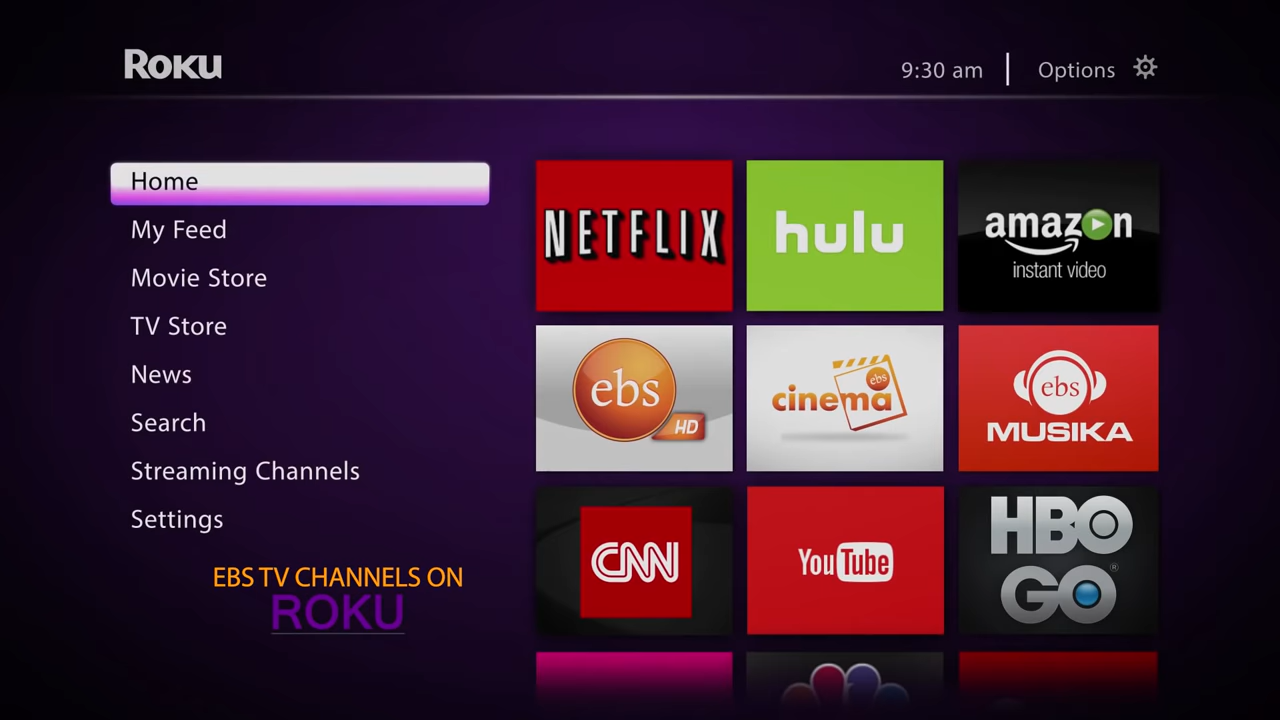 ROKU
9:30 am
Options
Home
My Feed
Movie Store
TV Store
News
Search
Streaming Channels
Settings
EBS TV CHANNELS ON
ROKU
NETFLIX
hulu
amazon
instant video
ebs
HD
cinema
ebs
ebs
MUSIKA
CNN
YouTube
HBO
GO®